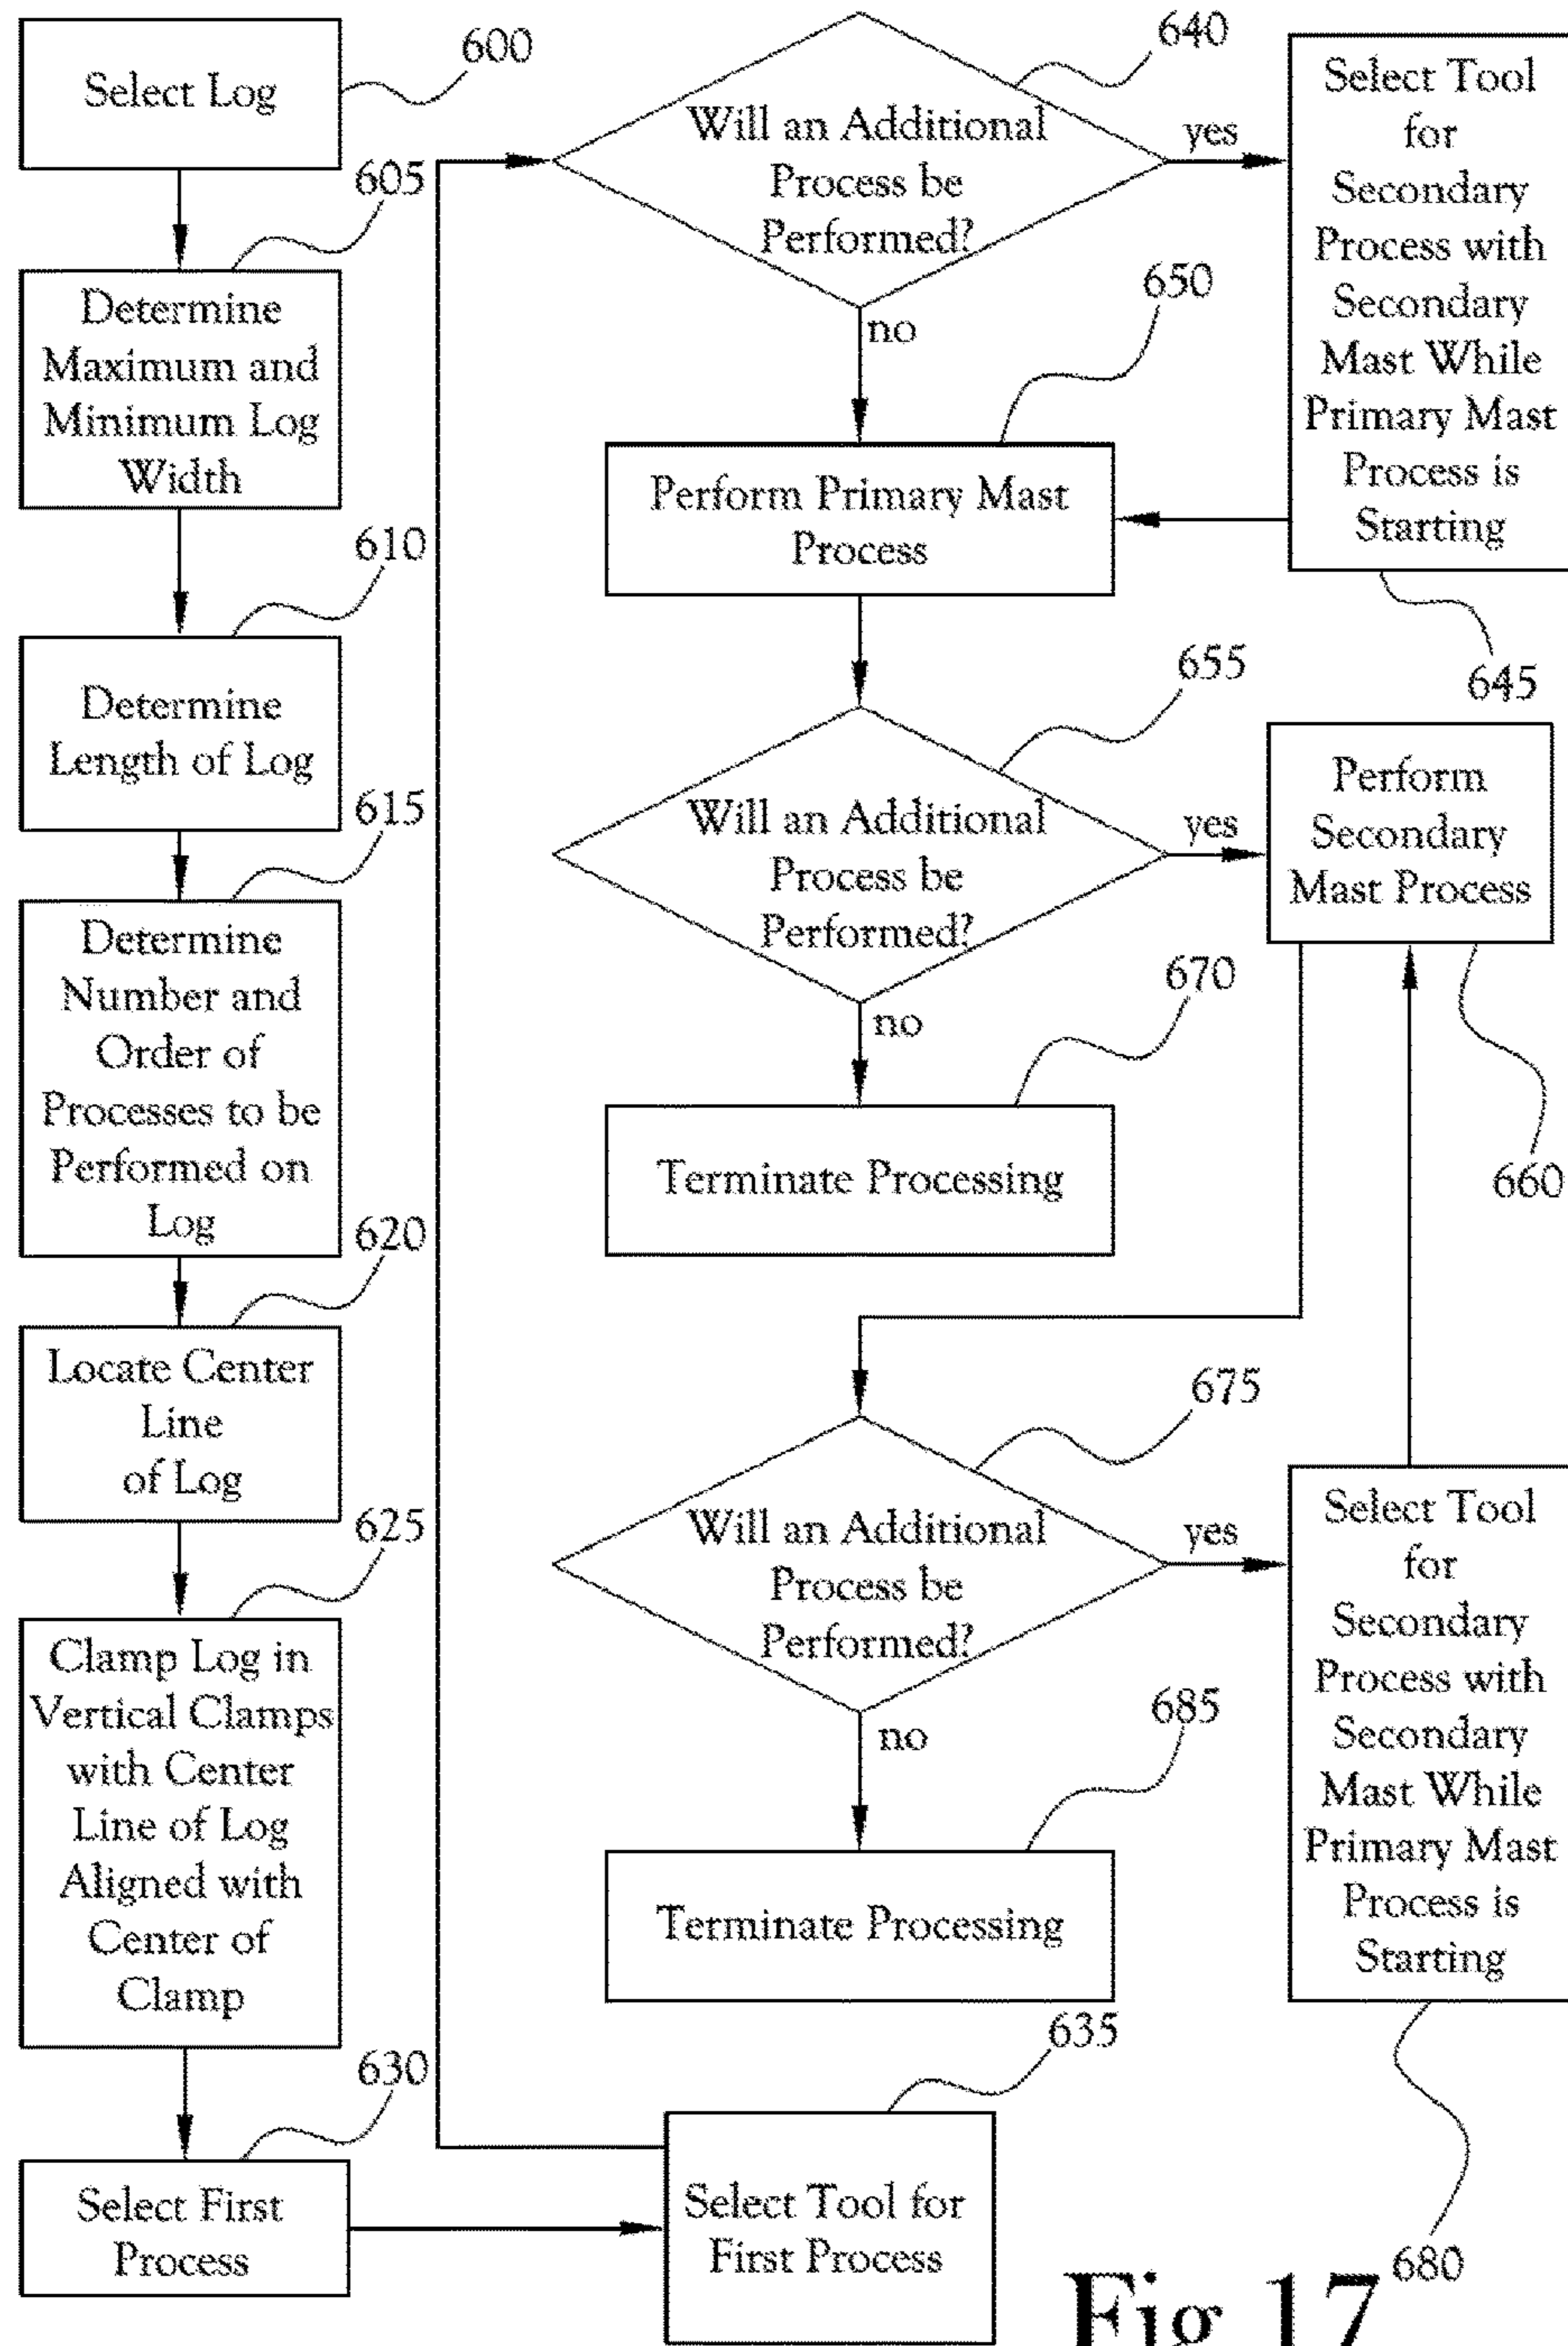 600
Select Log
605
Determine
Maximum and
Minimum Log
Width
610
Determine
Length of Log
615
Determine
Number and
Order of
Processes to be
Performed on
Log
620
Locate Center
Line
of Log
625
Clamp Log in
Vertical Clamps
with Center
Line of Log
Aligned with
Center of
Clamp
630
Select First
Process
635
Select Tool for
First Process
640
Will an Additional
Process be
Performed?
yes
no
Select Tool
for
Secondary
Process with
Secondary
Mast While
Primary Mast
Process is
Starting
645
650
Perform Primary Mast
Process
655
Will an Additional
Process be
Performed?
yes
no
Perform
Secondary
Mast Process
660
670
Terminate Processing
675
Will an Additional
Process be
Performed?
yes
no
Select Tool
for
Secondary
Process with
Secondary
Mast While
Primary Mast
Process is
Starting
680
685
Terminate Processing
Fig 17